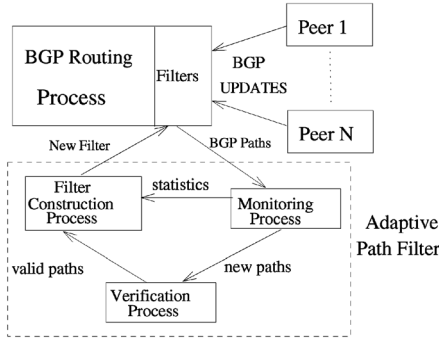 BGP Routing
Process
Filters
BGP
UPDATES
Peer 1
Peer N
New Filter
BGP Paths
Filter
Construction
Process
statistics
Monitoring
Process
Adaptive
Path Filter
valid paths
new paths
Verification
Process